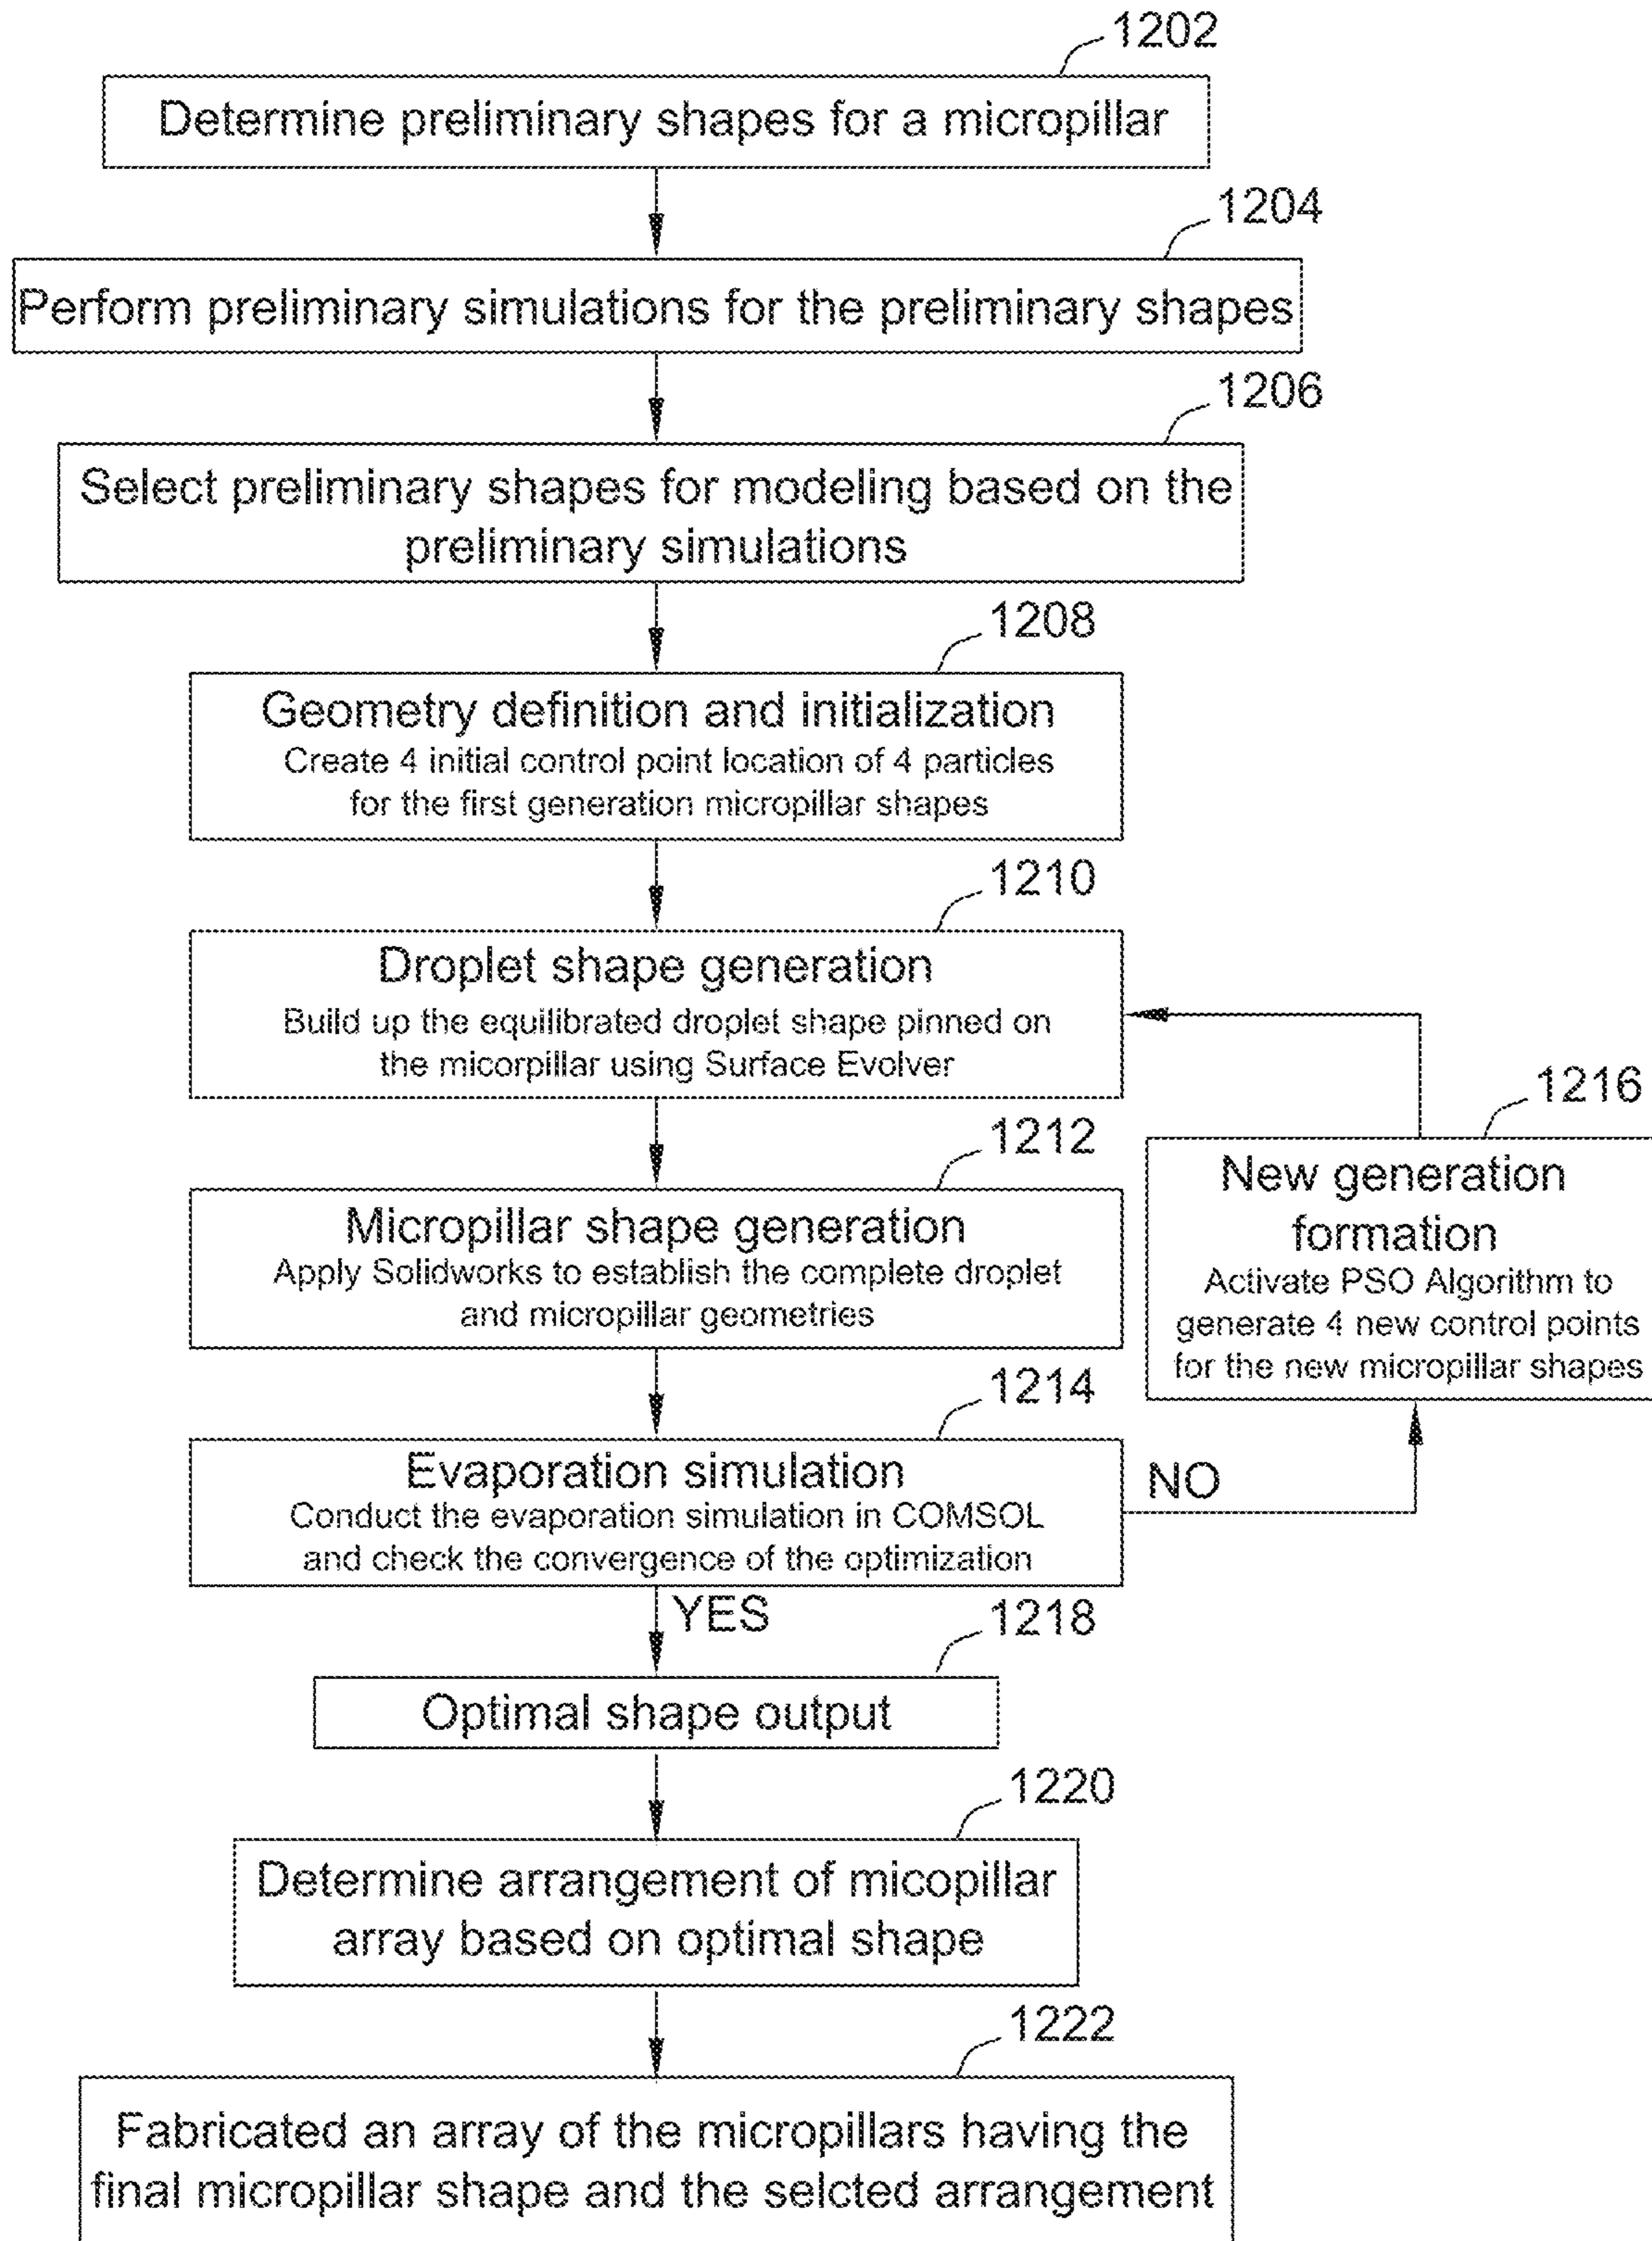 1202
Determine preliminary shapes for a micropillar
1204
Perform preliminary simulations for the preliminary shapes
1206
Select preliminary shapes for modeling based on the
preliminary simulations
1208
Geometry definition and initialization
Create 4 initial control point location of 4 particles
for the first generation micropillar shapes
1210
Droplet shape generation
Build up the equilibrated droplet shape pinned on
the micorpillar using Surface Evolver
1212
Micropillar shape generation
Apply Solidworks to establish the complete droplet
and micropillar geometries
1216
New generation
formation
Activate PSO Algorithm to
generate 4 new control points
for the new micropillar shapes
1214
Evaporation simulation
Conduct the evaporation simulation in COMSOL
and check the convergence of the optimization
NO
YES
1218
Optimal shape output
1220
Determine arrangement of micopillar
array based on optimal shape
1222
Fabricated an array of the micropillars having the
final micropillar shape and the selcted arrangement